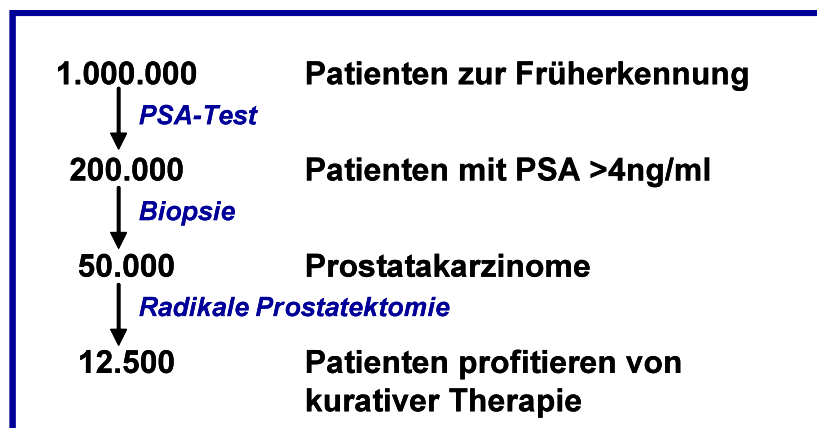 1.000.000 Patienten zur Früherkennung
PSA-Test
200.000 Patienten mit PSA >4ng/ml
Biopsie
50.000 Prostatakarzinome
Radikale Prostatektomie
12.500 Patienten profitieren von
kurativer Therapie